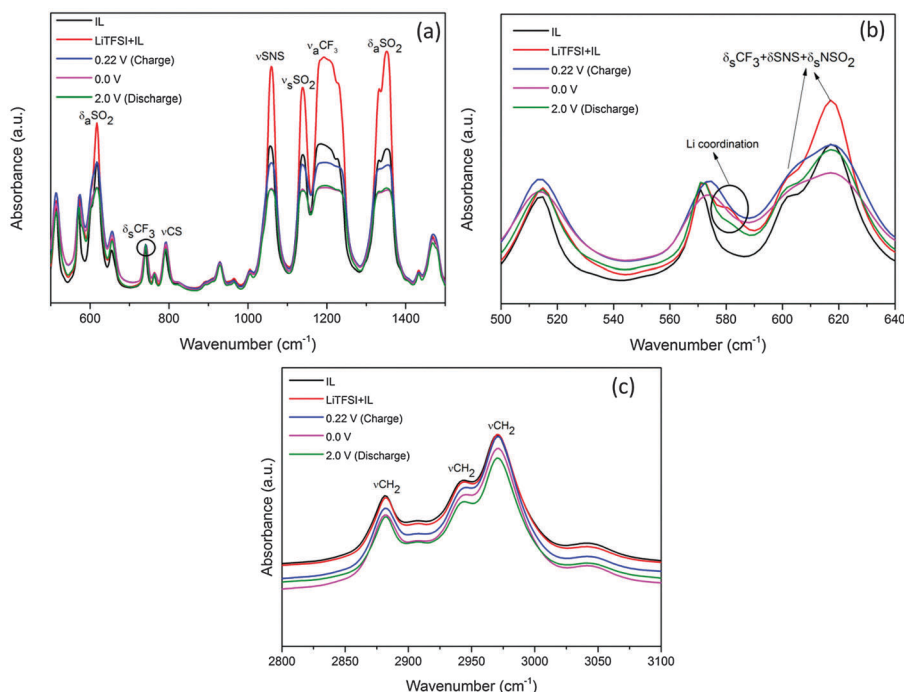 (a)
IL
LiTFSI+IL
0.22 V (Charge)
0.0 V
2.0 V (Discharge)
δaSO2
δsCF3
νCS
νSNS
νsSO2
νaCF3
δaSO2
Absorbance (a.u.)
600 800 1000 1200 1400
Wavenumber (cm-1)
(b)
IL
LiTFSI+IL
0.22 V (Charge)
0.0 V
2.0 V (Discharge)
δsCF3+δSNS+δsNSO2
Li coordination
Absorbance (a.u.)
500 520 540 560 580 600 620 640
Wavenumber (cm-1)
(c)
IL
LiTFSI+IL
0.22 V (Charge)
0.0 V
2.0 V (Discharge)
νCH2
νCH2
νCH2
Absorbance (a.u.)
2800 2850 2900 2950 3000 3050 3100
Wavenumber (cm-1)